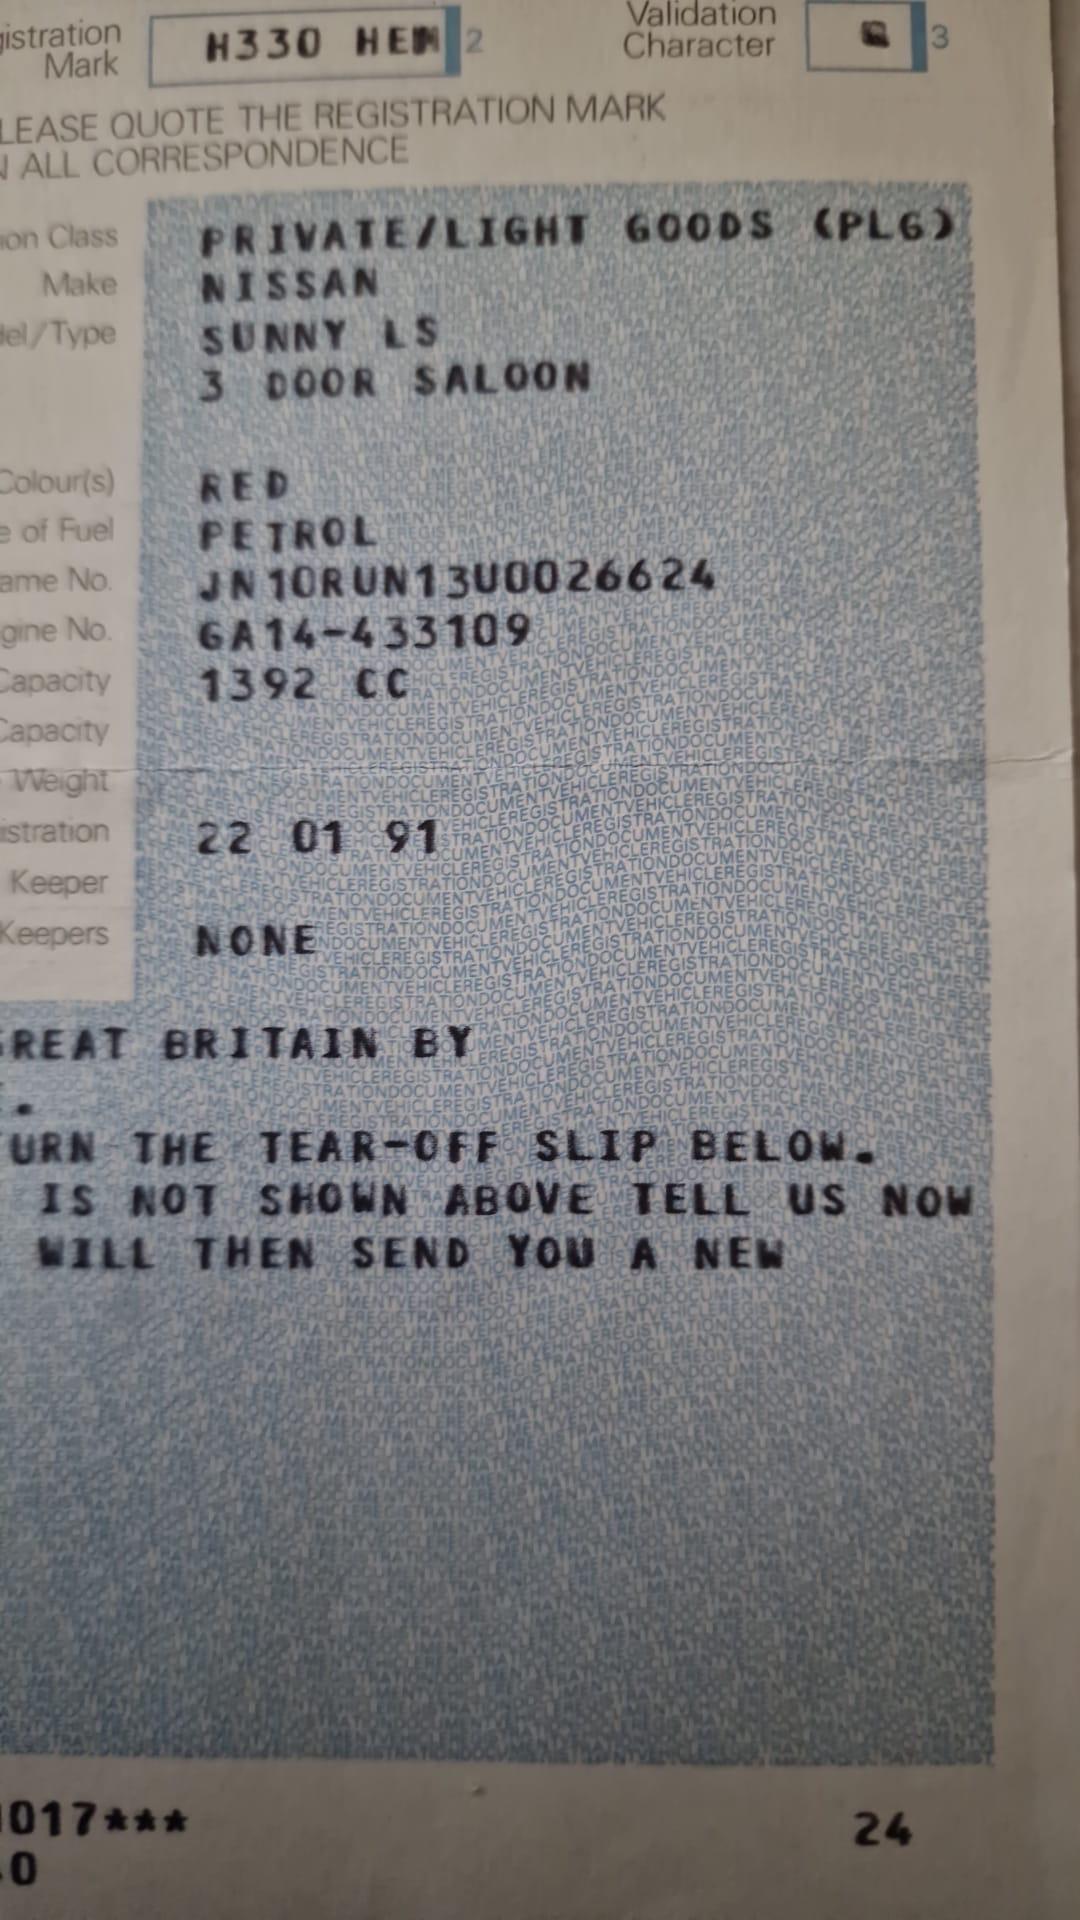 gistration
Mark
H330 HEM
2
Validation
Character
3
LEASE QUOTE THE REGISTRATION MARK
N ALL CORRESPONDENCE
ion Class PRIVATE/LIGHT GOODS (PLG)
Make NISSAN
del/Type SUNNY LS
3 DOOR SALOON
Colour(s) RED
e of Fuel PETROL
ame No. JN10RUN13U0026624
gine No. GA14-433109
Capacity 1392 CC
Capacity
Weight
istration 22 01 91
Keeper
Keepers NONE
REAT BRITAIN BY
.
URN THE TEAR-OFF SLIP BELOW.
IS NOT SHOWN ABOVE TELL US NOW
WILL THEN SEND YOU A NEW
017***
24
0